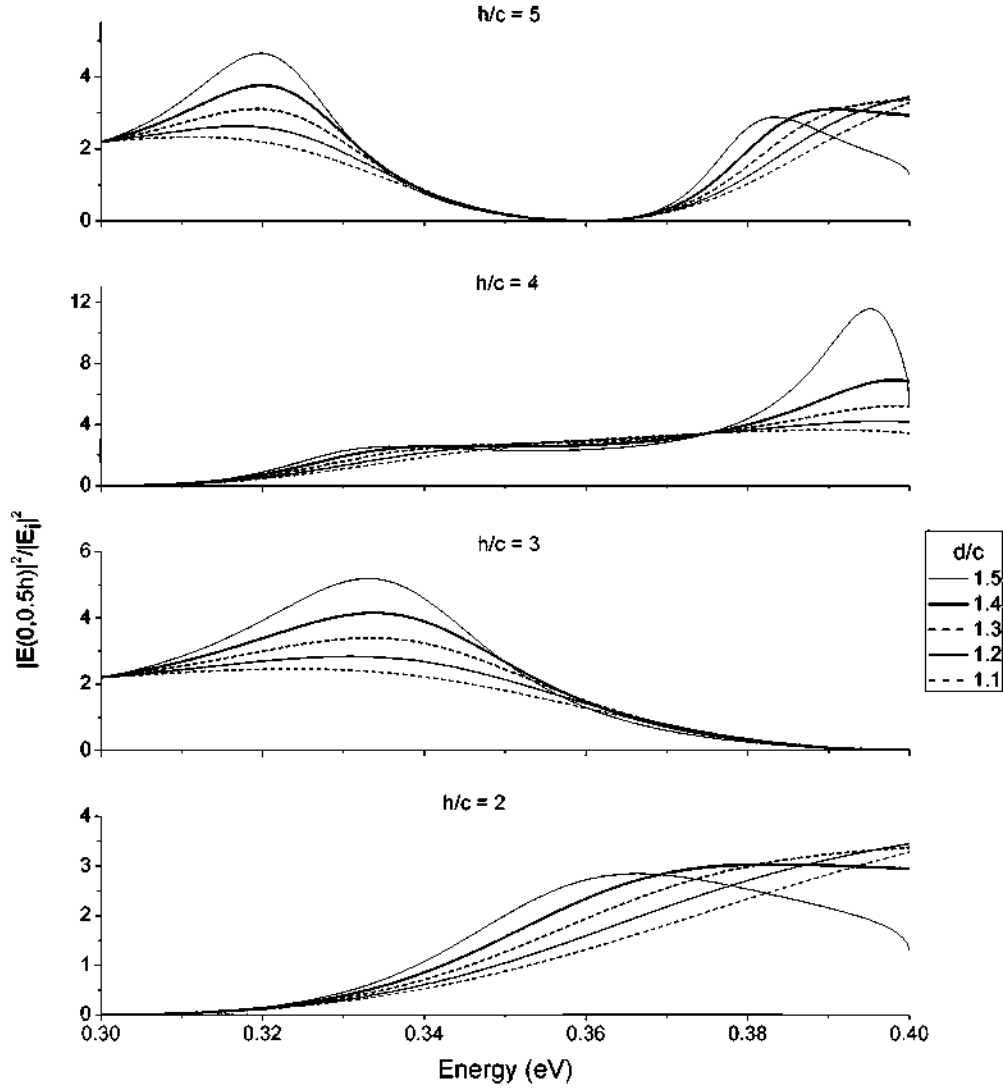 h/c = 5
4
2
0
h/c = 4
12
8
4
0
h/c = 3
6
4
2
0
h/c = 2
4
3
2
1
0
0.30 0.32 0.34 0.36 0.38 0.40
Energy (eV)
|E(0,0.5h)|²/|Eᵢ|²
d/c
1.5
1.4
1.3
1.2
1.1